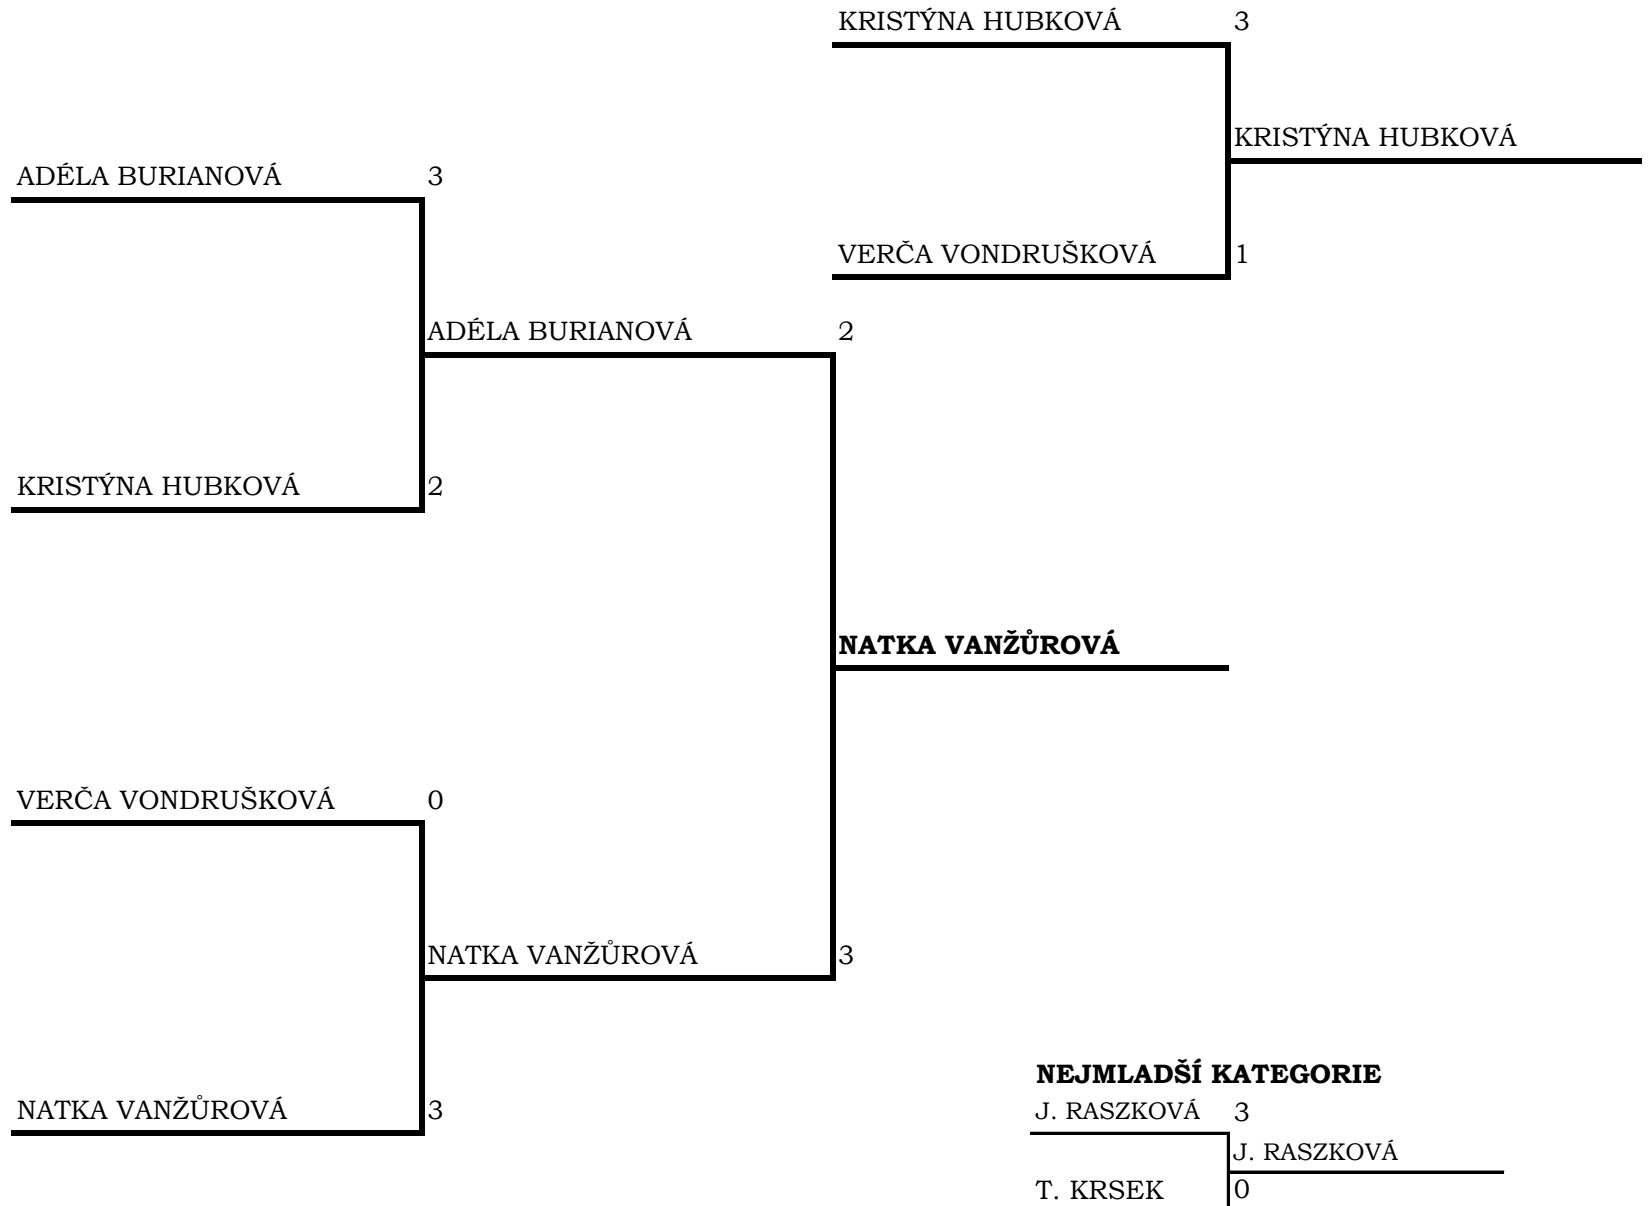 KRISTÝNA HUBKOVÁ 3
KRISTÝNA HUBKOVÁ
ADÉLA BURIANOVÁ 3
VERČA VONDRUŠKOVÁ 1
ADÉLA BURIANOVÁ 2
KRISTÝNA HUBKOVÁ 2
NATKA VANŽŮROVÁ
VERČA VONDRUŠKOVÁ 0
NATKA VANŽŮROVÁ 3
NEJMLADŠÍ KATEGORIE
NATKA VANŽŮROVÁ 3
J. RASZKOVÁ 3
J. RASZKOVÁ
T. KRSEK 0